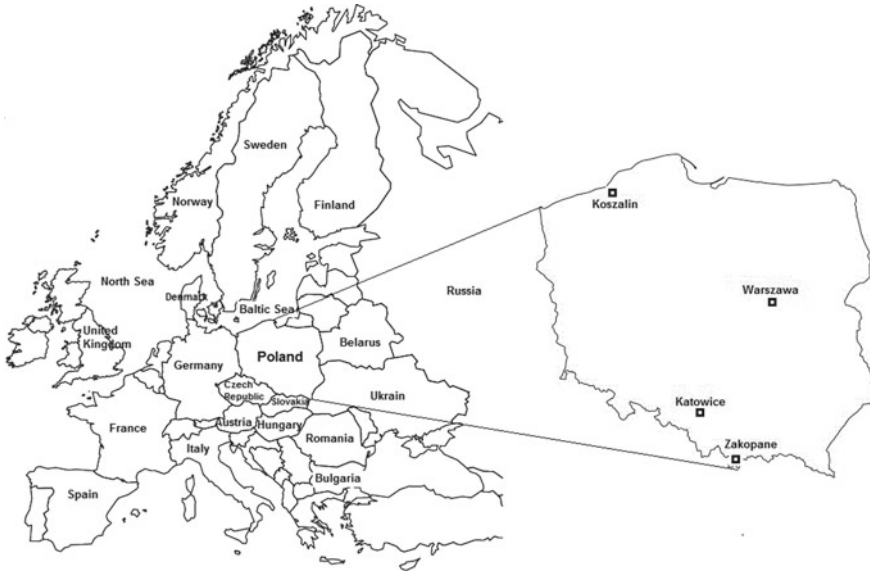 Sweden
Norway
Finland
Koszalin
North Sea
Russia
Warszawa
Denmark
Baltic Sea
United
Kingdom
Belarus
Poland
Germany
Czech
Republic
Ukrain
Slovakia
Katowice
France
Austria
Hungary
Romania
Zakopane
Italy
Bulgaria
Spain